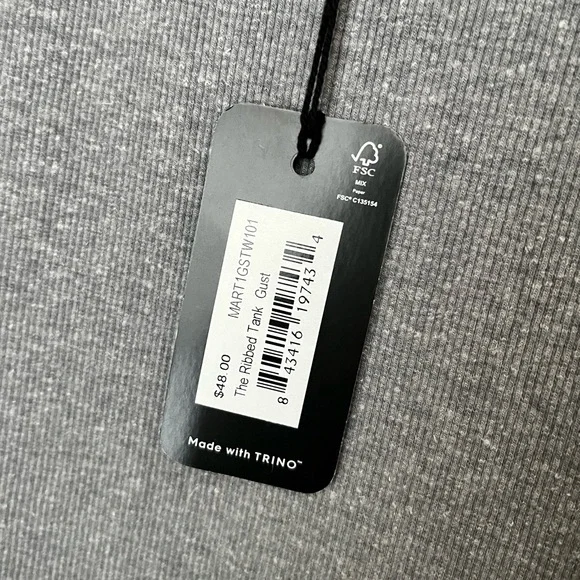 FSC
MIX
Paper
FSC® C135154
MART1GSTW101
$48.00
The Ribbed Tank Gust
8 43416 19743 4
Made with TRINO™